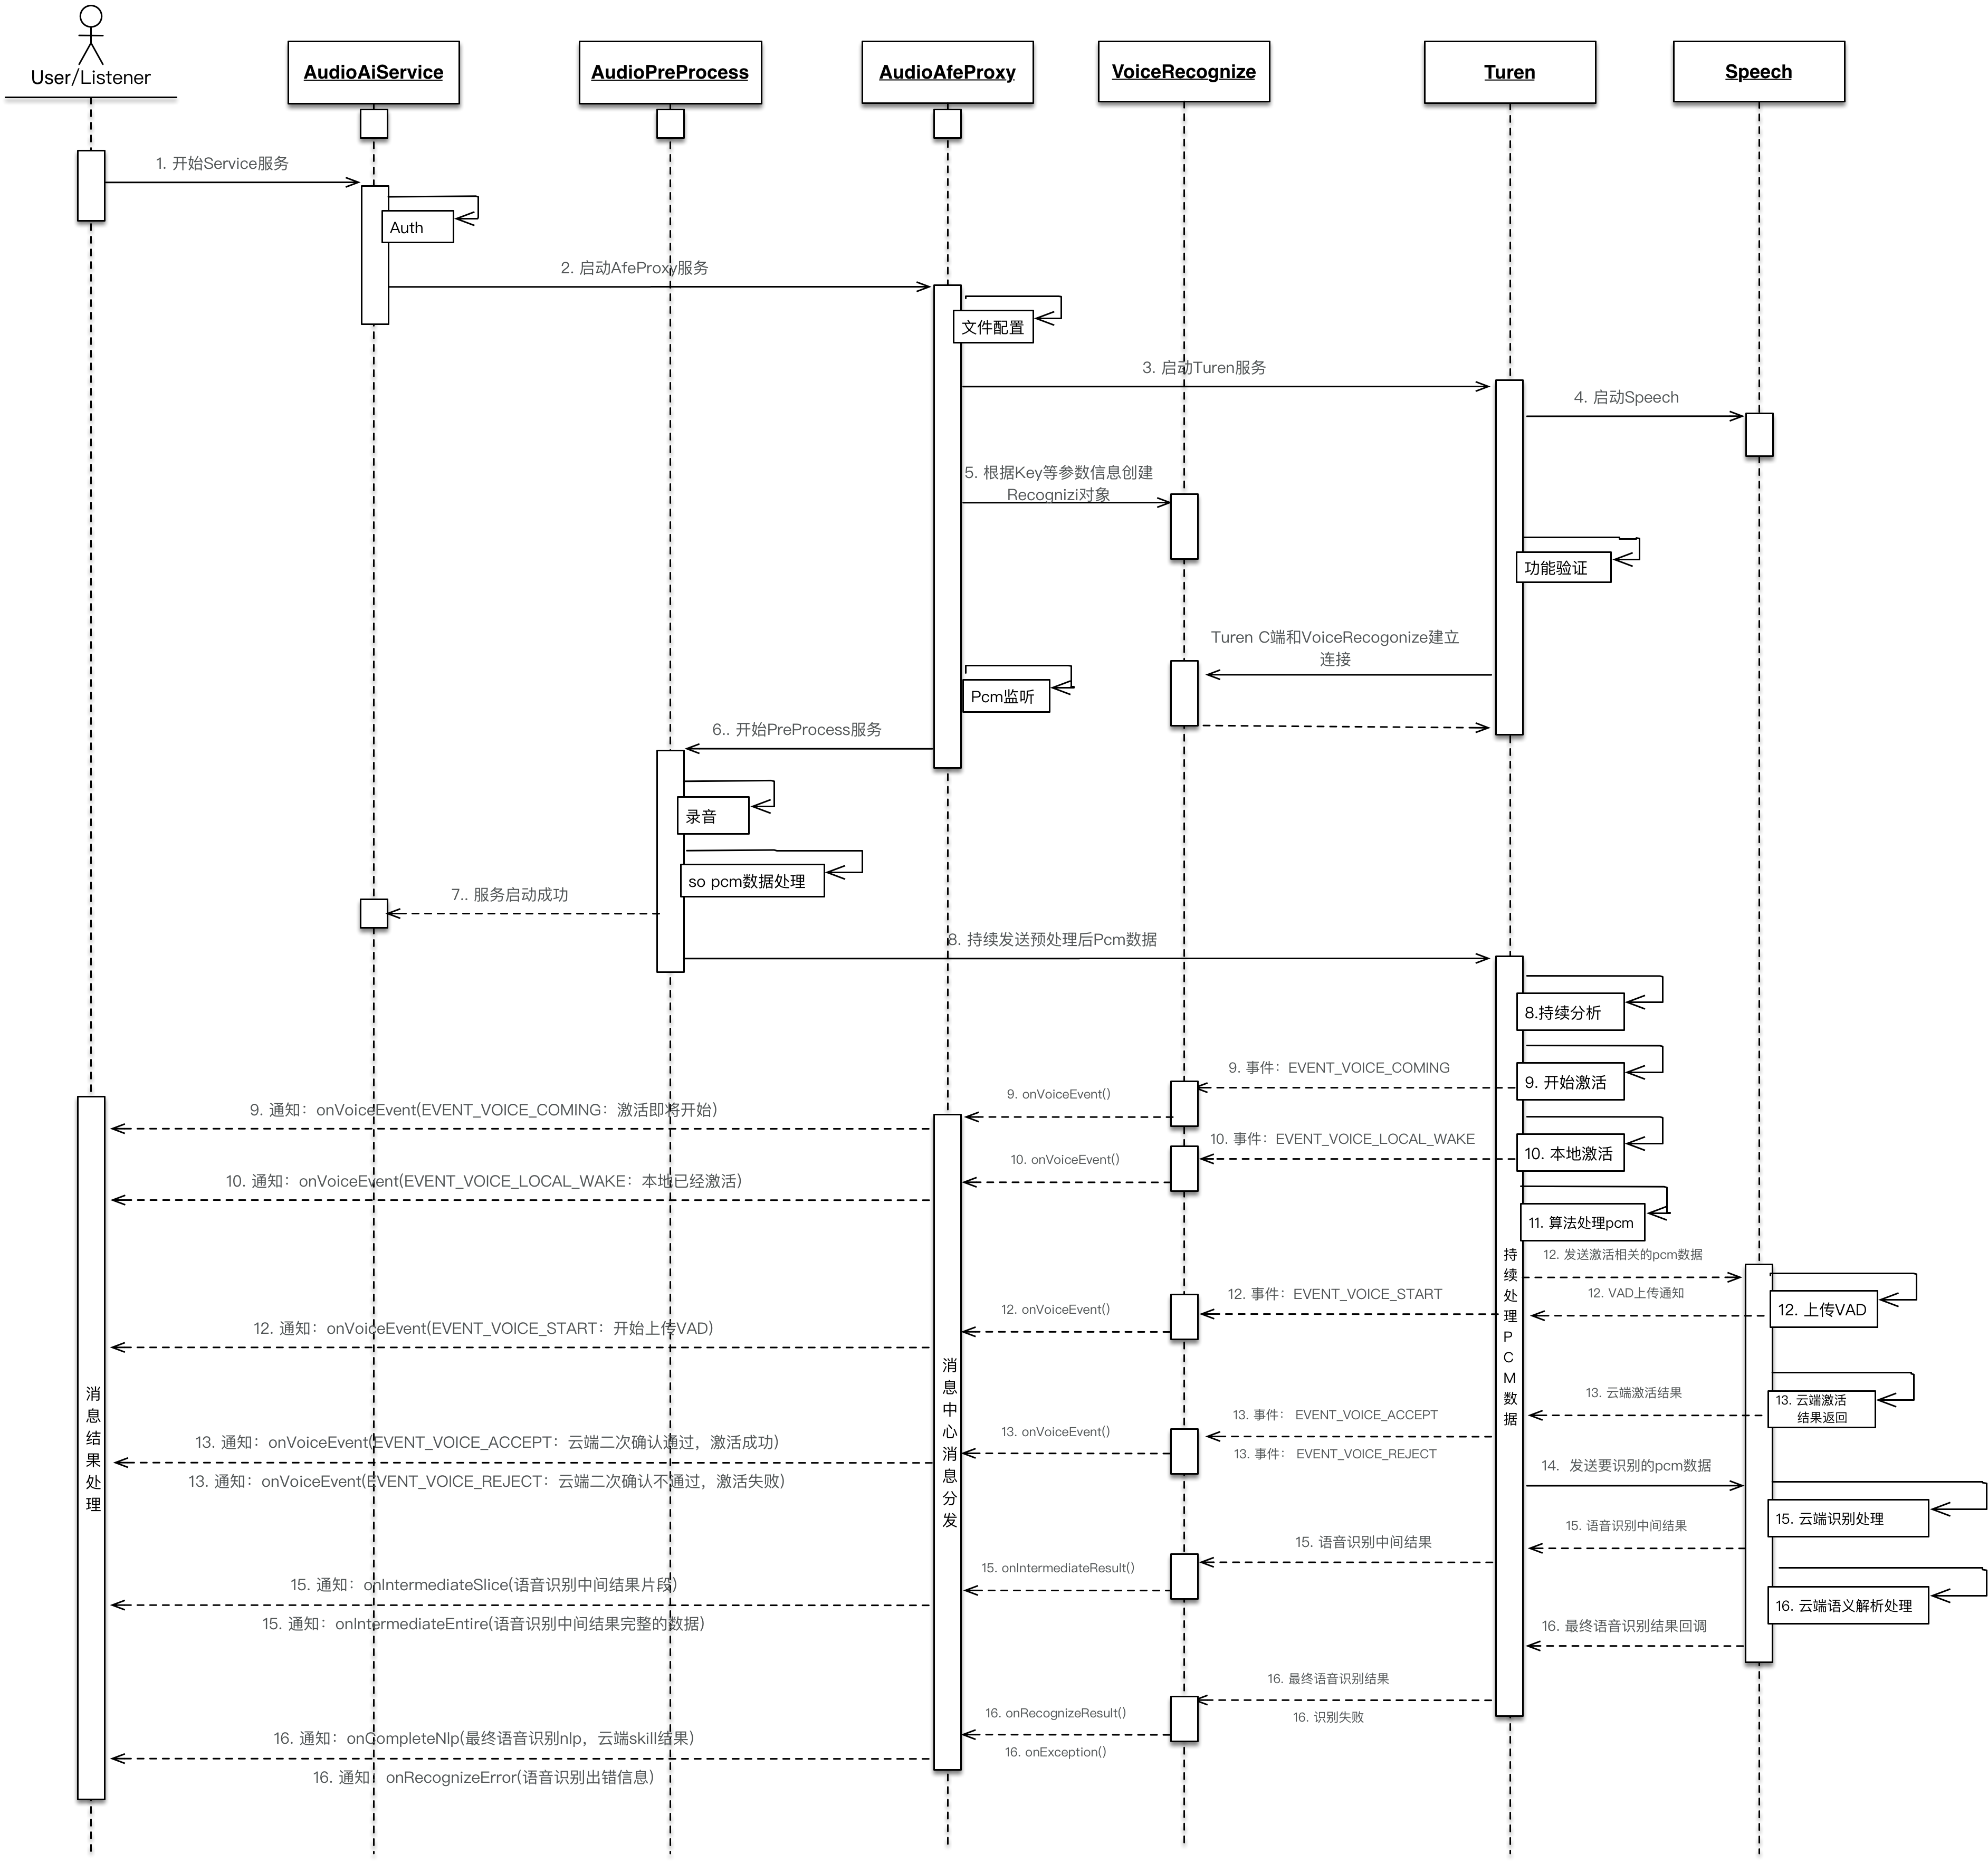 User/Listener
AudioAiService
AudioPreProcess
AudioAfeProxy
VoiceRecognize
Turen
Speech
1. 开始Service服务
Auth
2. 启动AfeProxy服务
文件配置
3. 启动Turen服务
4. 启动Speech
5. 根据Key等参数信息创建
Recognizi对象
功能验证
Turen C端和VoiceRecogonize建立
连接
Pcm监听
6.. 开始PreProcess服务
录音
so pcm数据处理
7.. 服务启动成功
8. 持续发送预处理后Pcm数据
8.持续分析
9. 事件：EVENT_VOICE_COMING
9. 开始激活
9. onVoiceEvent()
9. 通知：onVoiceEvent(EVENT_VOICE_COMING：激活即将开始)
10. 事件：EVENT_VOICE_LOCAL_WAKE
10. 本地激活
10. onVoiceEvent()
10. 通知：onVoiceEvent(EVENT_VOICE_LOCAL_WAKE：本地已经激活)
11. 算法处理pcm
持续处理PCM数据
12. 发送激活相关的pcm数据
12. 事件：EVENT_VOICE_START
12. VAD上传通知
12. 上传VAD
12. onVoiceEvent()
12. 通知：onVoiceEvent(EVENT_VOICE_START：开始上传VAD)
消息结果处理
消息中心消息分发
13. 云端激活结果
13. 云端激活
结果返回
13. 事件： EVENT_VOICE_ACCEPT
13. onVoiceEvent()
13. 事件： EVENT_VOICE_REJECT
13. 通知：onVoiceEvent(EVENT_VOICE_ACCEPT：云端二次确认通过，激活成功)
13. 通知：onVoiceEvent(EVENT_VOICE_REJECT：云端二次确认不通过，激活失败)
14. 发送要识别的pcm数据
15. 云端识别处理
15. 语音识别中间结果
15. 语音识别中间结果
15. onIntermediateResult()
15. 通知：onIntermediateSlice(语音识别中间结果片段)
15. 通知：onIntermediateEntire(语音识别中间结果完整的数据)
16. 云端语义解析处理
16. 最终语音识别结果回调
16. 最终语音识别结果
16. onRecognizeResult()
16. 识别失败
16. 通知：onCompleteNlp(最终语音识别nlp，云端skill结果)
16. onException()
16. 通知：onRecognizeError(语音识别出错信息)